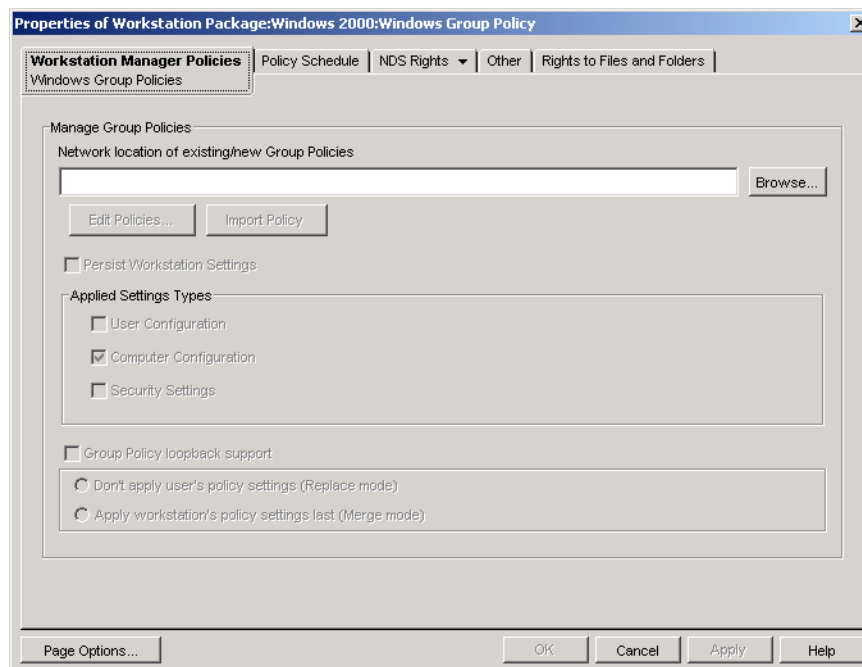 Properties of Workstation Package:Windows 2000:Windows Group Policy
Workstation Manager Policies Policy Schedule NDS Rights Other Rights to Files and Folders
Windows Group Policies
Manage Group Policies
Network location of existing/new Group Policies
Browse...
Edit Policies... Import Policy
Persist Workstation Settings
Applied Settings Types
User Configuration
Computer Configuration
Security Settings
Group Policy loopback support
Don't apply user's policy settings (Replace mode)
Apply workstation's policy settings last (Merge mode)
Page Options... OK Cancel Apply Help